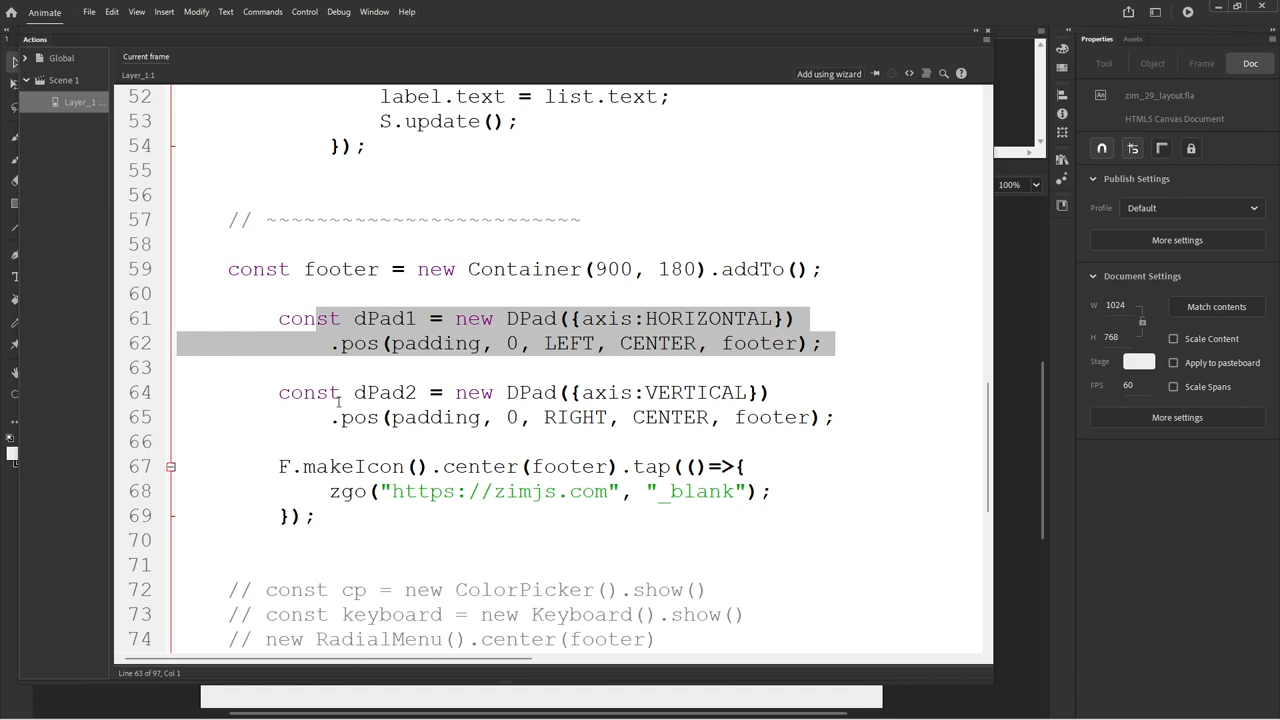 Animate File Edit View Insert Modify Text Commands Control Debug Window Help
Actions
Global
Scene 1
Layer_1 :...
Current frame
Layer_1:1
Add using wizard
52 label.text = list.text;
53 S.update();
54 });
55
56
57 // ~~~~~~~~~~~~~~~~~~~~~~~~~
58
59 const footer = new Container(900, 180).addTo();
60
61 const dPad1 = new DPad({axis:HORIZONTAL})
62 .pos(padding, 0, LEFT, CENTER, footer);
63
64 const dPad2 = new DPad({axis:VERTICAL})
65 .pos(padding, 0, RIGHT, CENTER, footer);
66
67 F.makeIcon().center(footer).tap(()=>{
68 zgo("https://zimjs.com", "_blank");
69 });
70
71
72 // const cp = new ColorPicker().show()
73 // const keyboard = new Keyboard().show()
74 // new RadialMenu().center(footer)
Line 63 of 97, Col 1
100%
Properties Assets
Tool Object Frame Doc
An zim_29_layout.fla
HTML5 Canvas Document
Publish Settings
Profile Default
More settings
Document Settings
W 1024 Match contents
H 768 Scale Content
Stage Apply to pasteboard
FPS 60 Scale Spans
More settings